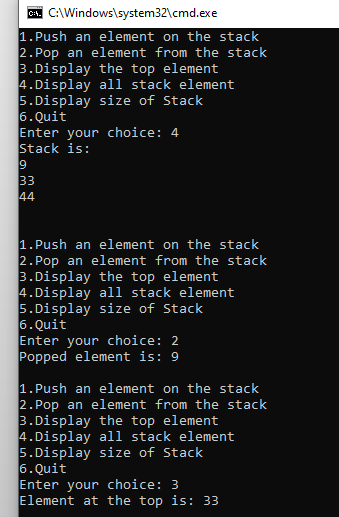 C:\Windows\system32\cmd.exe
1.Push an element on the stack
2.Pop an element from the stack
3.Display the top element
4.Display all stack element
5.Display size of Stack
6.Quit
Enter your choice: 4
Stack is:
9
33
44
1.Push an element on the stack
2.Pop an element from the stack
3.Display the top element
4.Display all stack element
5.Display size of Stack
6.Quit
Enter your choice: 2
Popped element is: 9
1.Push an element on the stack
2.Pop an element from the stack
3.Display the top element
4.Display all stack element
5.Display size of Stack
6.Quit
Enter your choice: 3
Element at the top is: 33